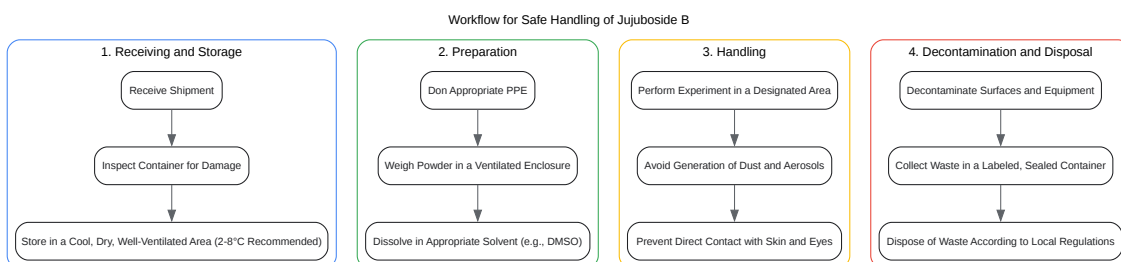 Workflow for Safe Handling of Jujuboside B
1. Receiving and Storage
Receive Shipment
Inspect Container for Damage
Store in a Cool, Dry, Well-Ventilated Area (2-8°C Recommended)
2. Preparation
Don Appropriate PPE
Weigh Powder in a Ventilated Enclosure
Dissolve in Appropriate Solvent (e.g., DMSO)
3. Handling
Perform Experiment in a Designated Area
Avoid Generation of Dust and Aerosols
Prevent Direct Contact with Skin and Eyes
4. Decontamination and Disposal
Decontaminate Surfaces and Equipment
Collect Waste in a Labeled, Sealed Container
Dispose of Waste According to Local Regulations